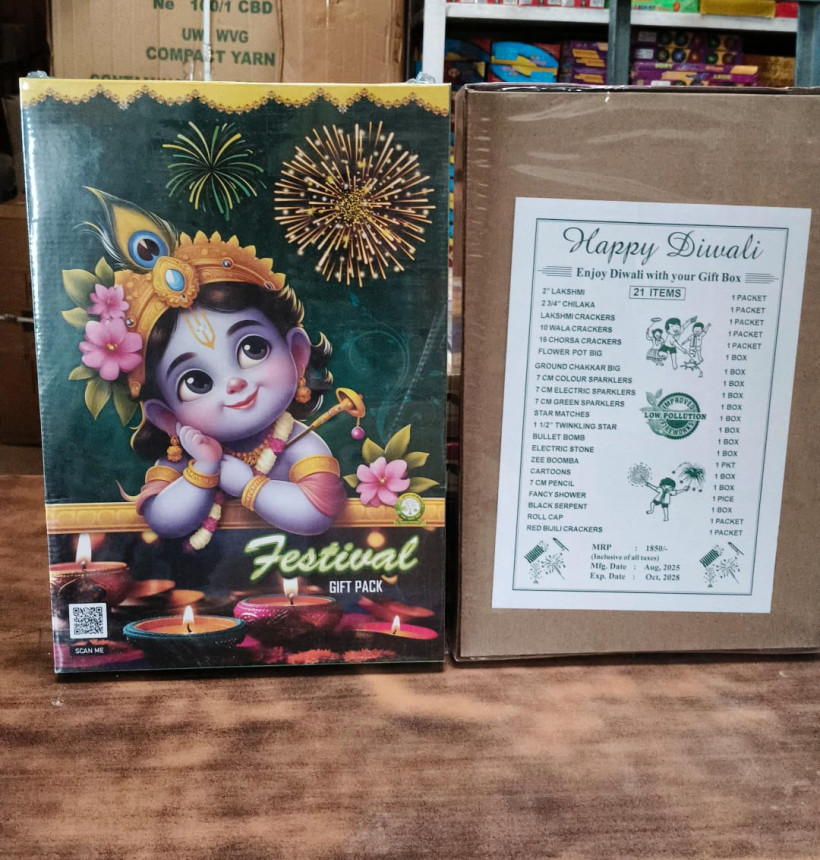 Ne 100/1 CBD
UW WVG
COMPACT YARN
Festival
GIFT PACK
SCAN ME
Happy Diwali
Enjoy Diwali with your Gift Box
21 ITEMS
2" LAKSHMI 1 PACKET
2 3/4" CHILAKA 1 PACKET
LAKSHMI CRACKERS 1 PACKET
10 WALA CRACKERS 1 PACKET
16 CHORSA CRACKERS 1 PACKET
FLOWER POT BIG 1 BOX
GROUND CHAKKAR BIG 1 BOX
7 CM COLOUR SPARKLERS 1 BOX
7 CM ELECTRIC SPARKLERS 1 BOX
7 CM GREEN SPARKLERS 1 BOX
STAR MATCHES 1 BOX
1 1/2" TWINKLING STAR 1 BOX
BULLET BOMB 1 BOX
ELECTRIC STONE 1 BOX
ZEE BOOMBA 1 PKT
CARTOONS 1 BOX
7 CM PENCIL 1 BOX
FANCY SHOWER 1 PICE
BLACK SERPENT 1 BOX
ROLL CAP 1 PACKET
RED BIJILI CRACKERS 1 PACKET
IMPROVED
LOW POLLUTION
FIREWORKS
MRP : 1850/-
(Inclusive of all taxes)
Mfg. Date : Aug, 2025
Exp. Date : Oct, 2028